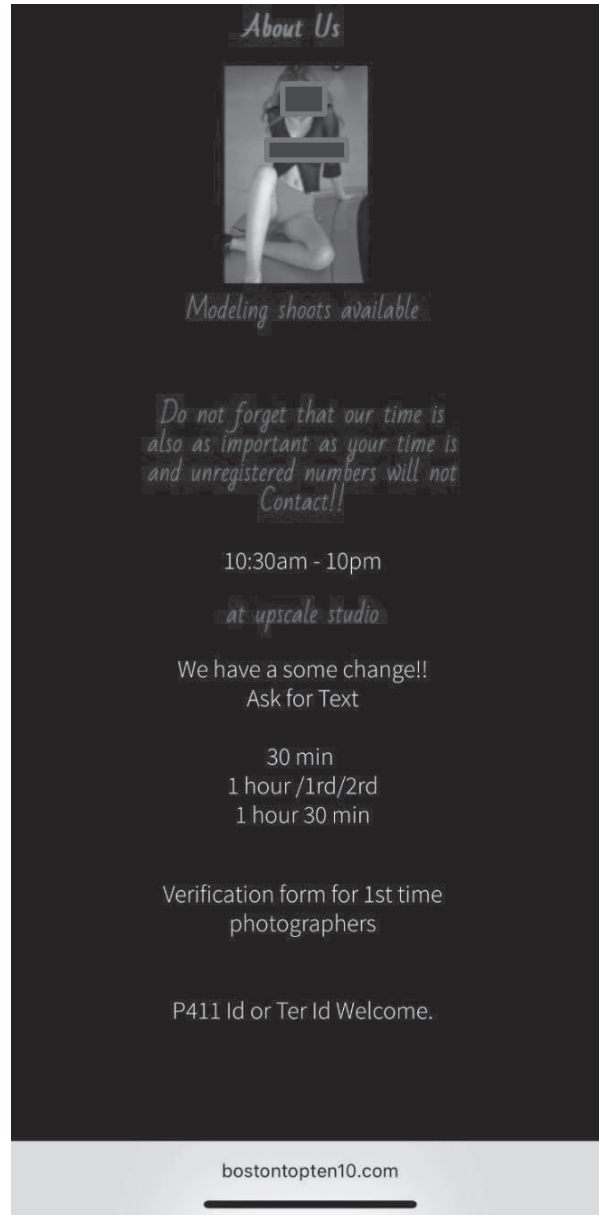 About Us
Modeling shoots available
Do not forget that our time is
also as important as your time is
and unregistered numbers will not
Contact!!
10:30am - 10pm
at upscale studio
We have a some change!!
Ask for Text
30 min
1 hour /1rd/2rd
1 hour 30 min
Verification form for 1st time
photographers
P411 Id or Ter Id Welcome.
bostontopten10.com